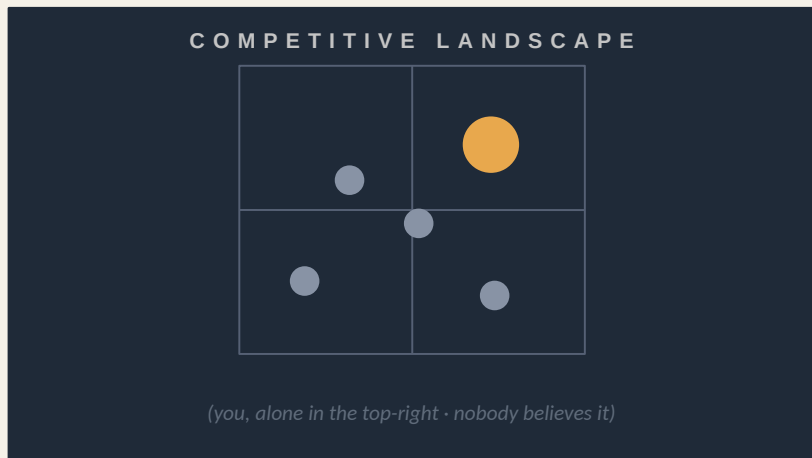 COMPETITIVE LANDSCAPE
(you, alone in the top-right · nobody believes it)